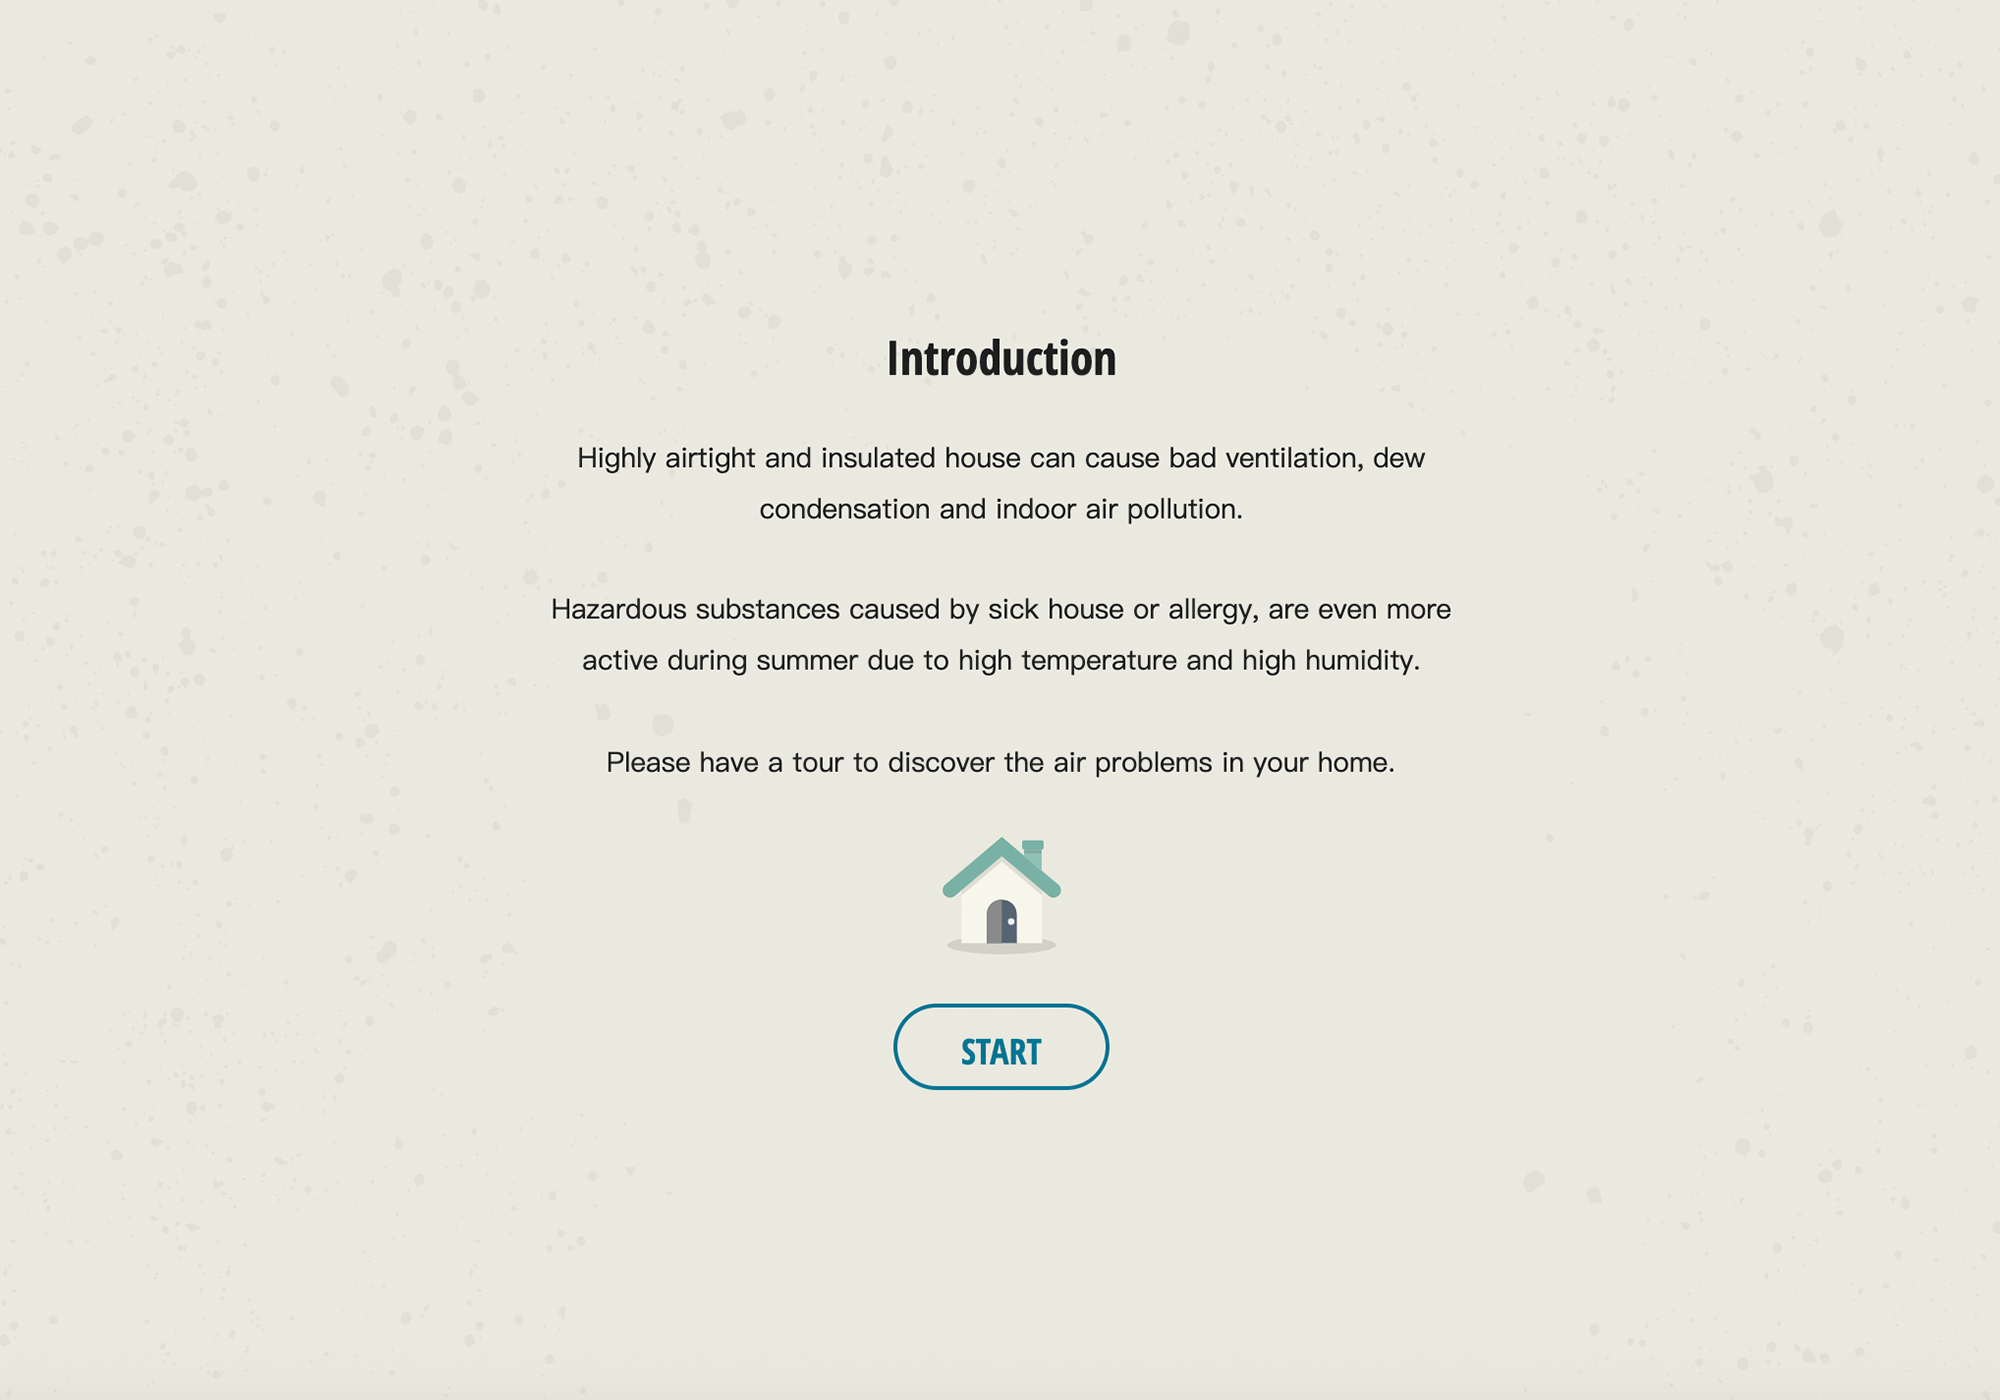 Introduction
Highly airtight and insulated house can cause bad ventilation, dew
condensation and indoor air pollution.
Hazardous substances caused by sick house or allergy, are even more
active during summer due to high temperature and high humidity.
Please have a tour to discover the air problems in your home.
START